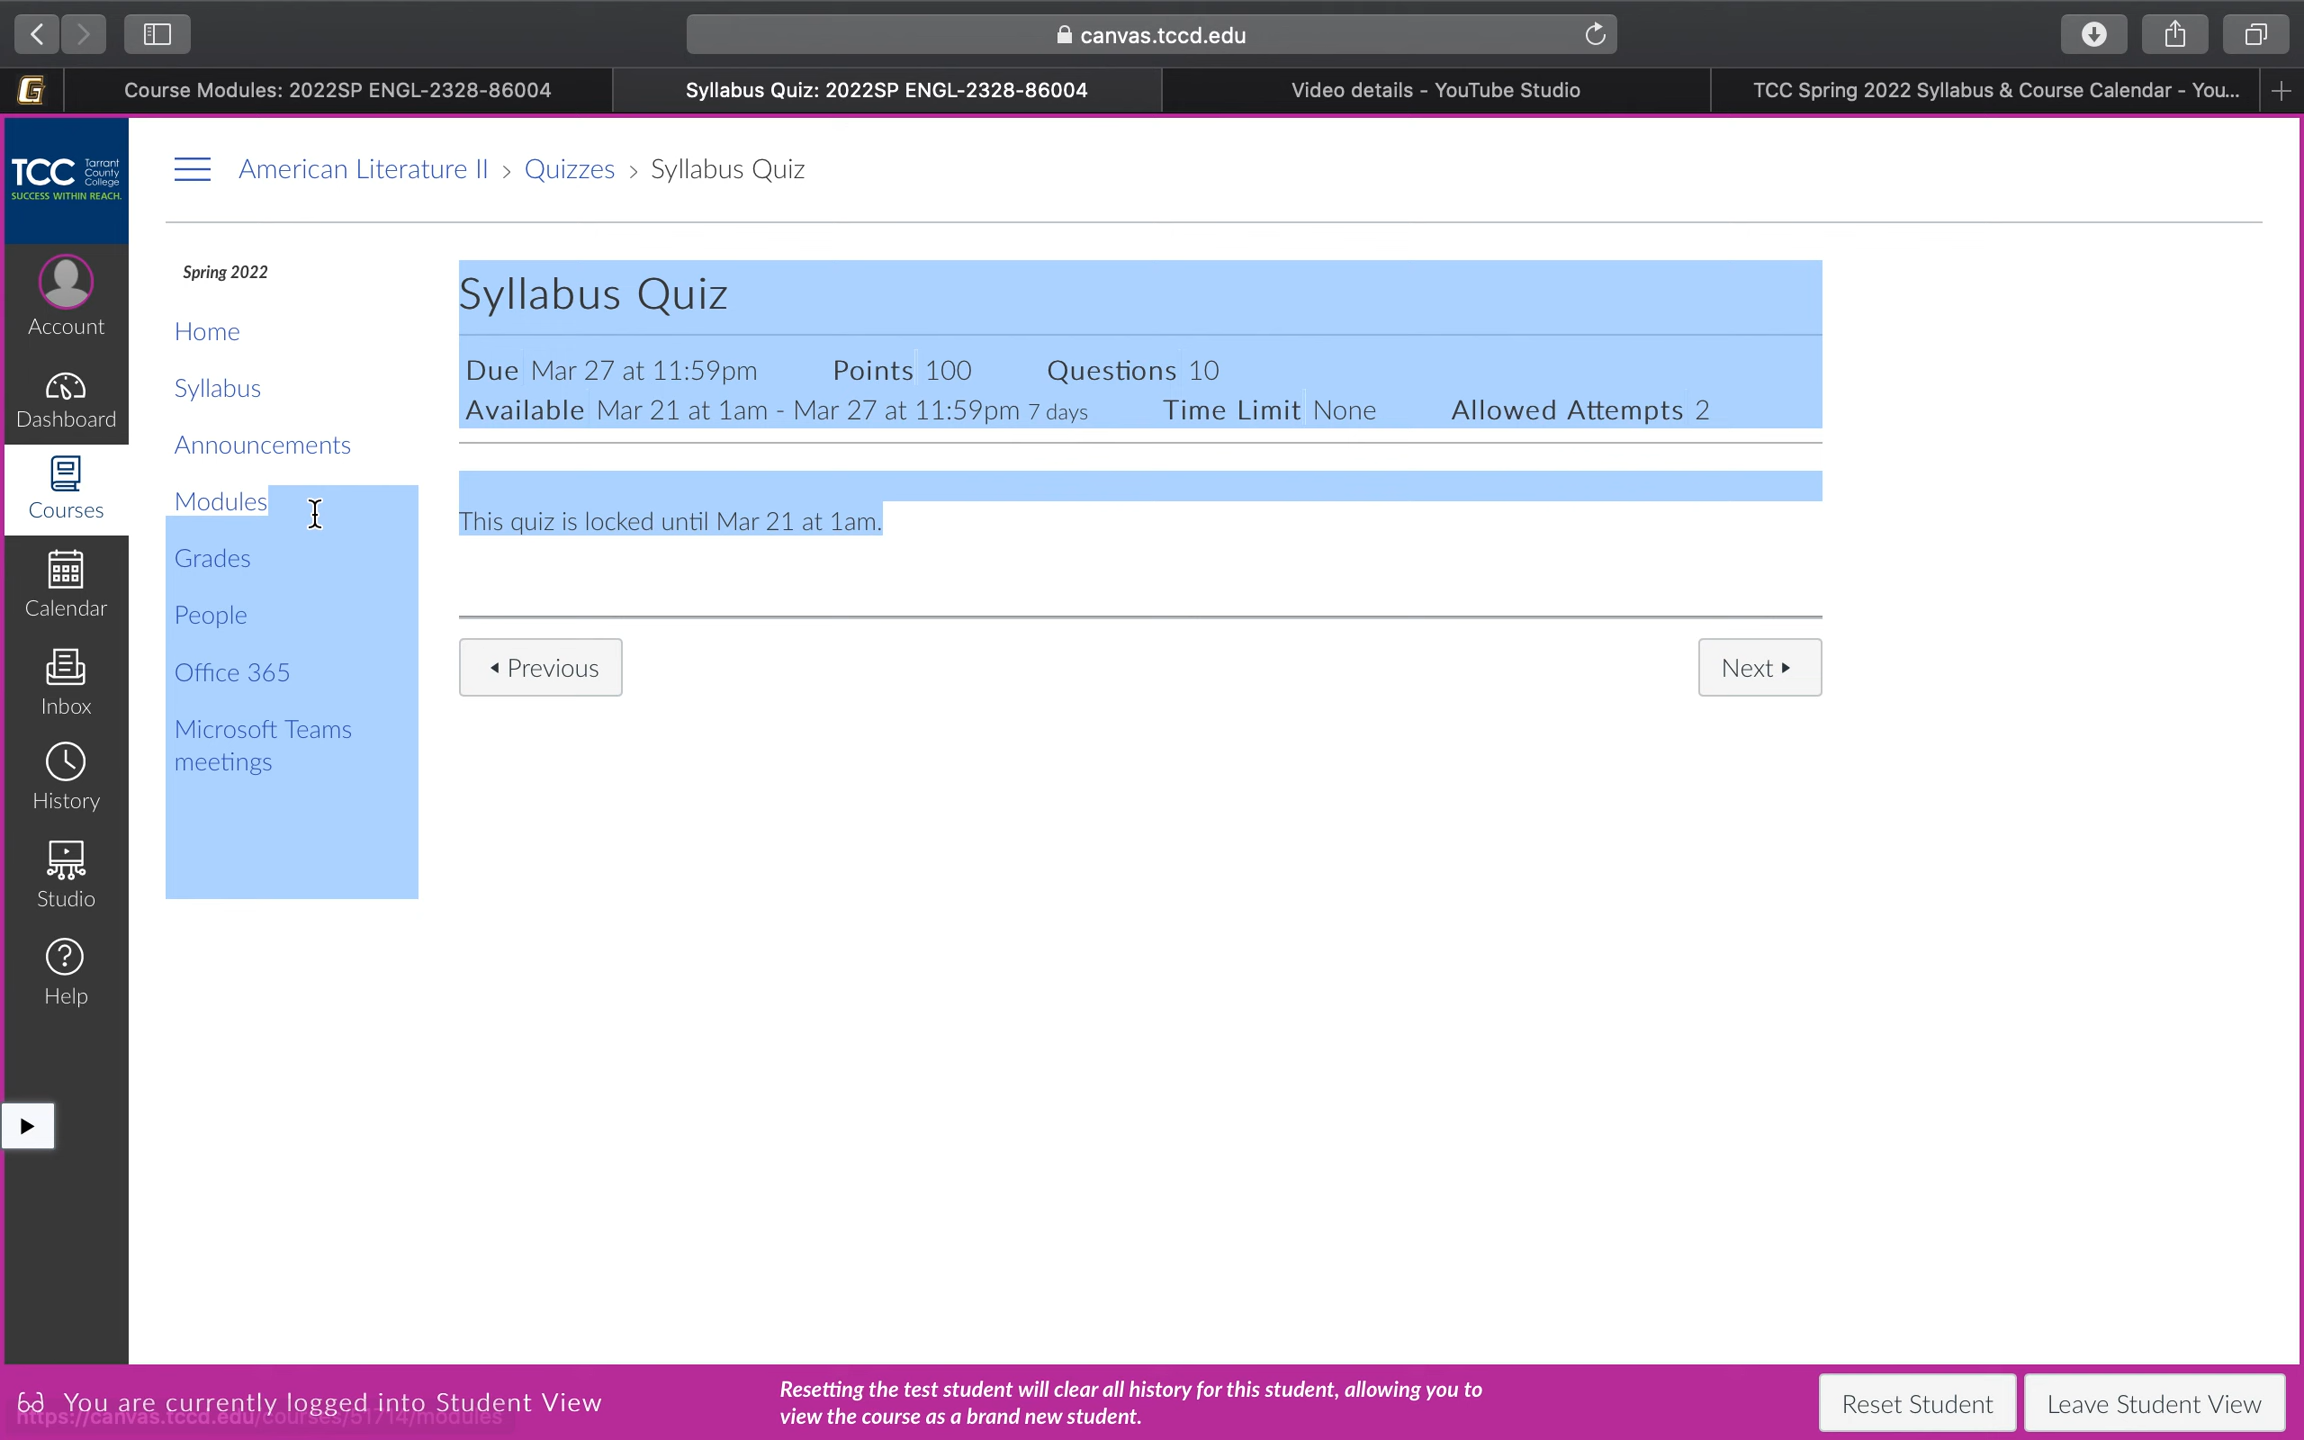 canvas.tccd.edu
Course Modules: 2022SP ENGL-2328-86004
Syllabus Quiz: 2022SP ENGL-2328-86004
Video details - YouTube Studio
TCC Spring 2022 Syllabus & Course Calendar - You...
TCC Tarrant County College
SUCCESS WITHIN REACH.
American Literature II > Quizzes > Syllabus Quiz
Account
Dashboard
Courses
Calendar
Inbox
History
Studio
Help
Spring 2022
Home
Syllabus
Announcements
Modules
Grades
People
Office 365
Microsoft Teams
meetings
Syllabus Quiz
Due Mar 27 at 11:59pm Points 100 Questions 10
Available Mar 21 at 1am - Mar 27 at 11:59pm 7 days Time Limit None Allowed Attempts 2
This quiz is locked until Mar 21 at 1am.
Previous
Next
You are currently logged into Student View
https://canvas.tccd.edu/courses/51714/modules
Resetting the test student will clear all history for this student, allowing you to
view the course as a brand new student.
Reset Student
Leave Student View